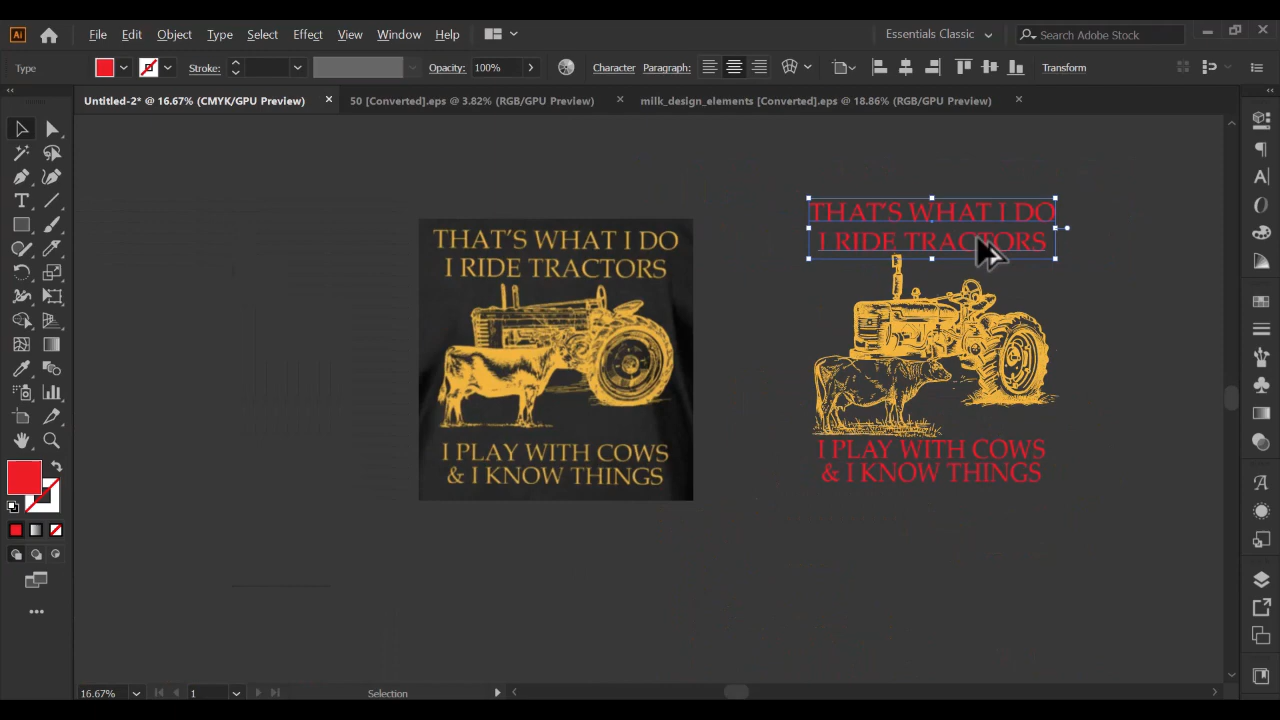 Ai File Edit Object Type Select Effect View Window Help Essentials Classic Search Adobe Stock
Type Stroke: Opacity: 100% Character Paragraph: Transform
Untitled-2* @ 16.67% (CMYK/GPU Preview) × 50 [Converted].eps @ 3.82% (RGB/GPU Preview) × milk_design_elements [Converted].eps @ 18.86% (RGB/GPU Preview) ×
THAT'S WHAT I DO
I RIDE TRACTORS
I PLAY WITH COWS
& I KNOW THINGS
THAT'S WHAT I DO
I RIDE TRACTORS
I PLAY WITH COWS
& I KNOW THINGS
16.67% 1 Selection